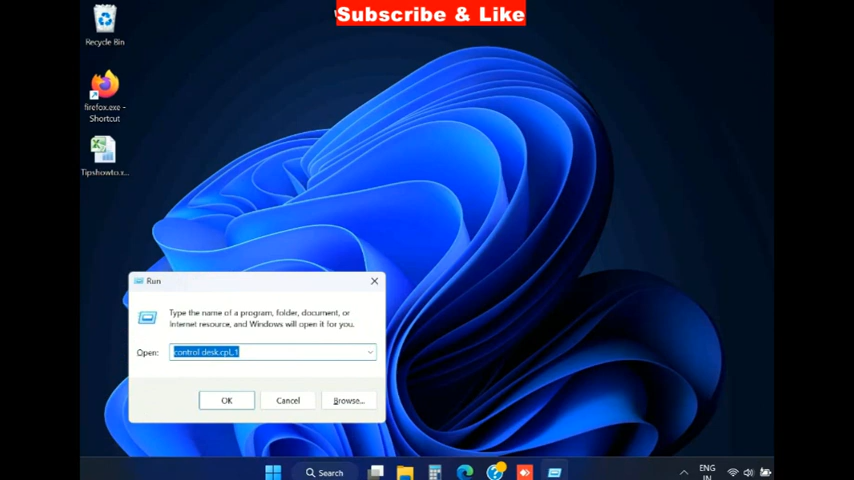 Subscribe & Like
Recycle Bin
firefox.exe -
Shortcut
Tipshowto.x...
Run
Type the name of a program, folder, document, or
Internet resource, and Windows will open it for you.
Open:
control desk.cpl,,1
OK
Cancel
Browse...
Search
ENG
IN